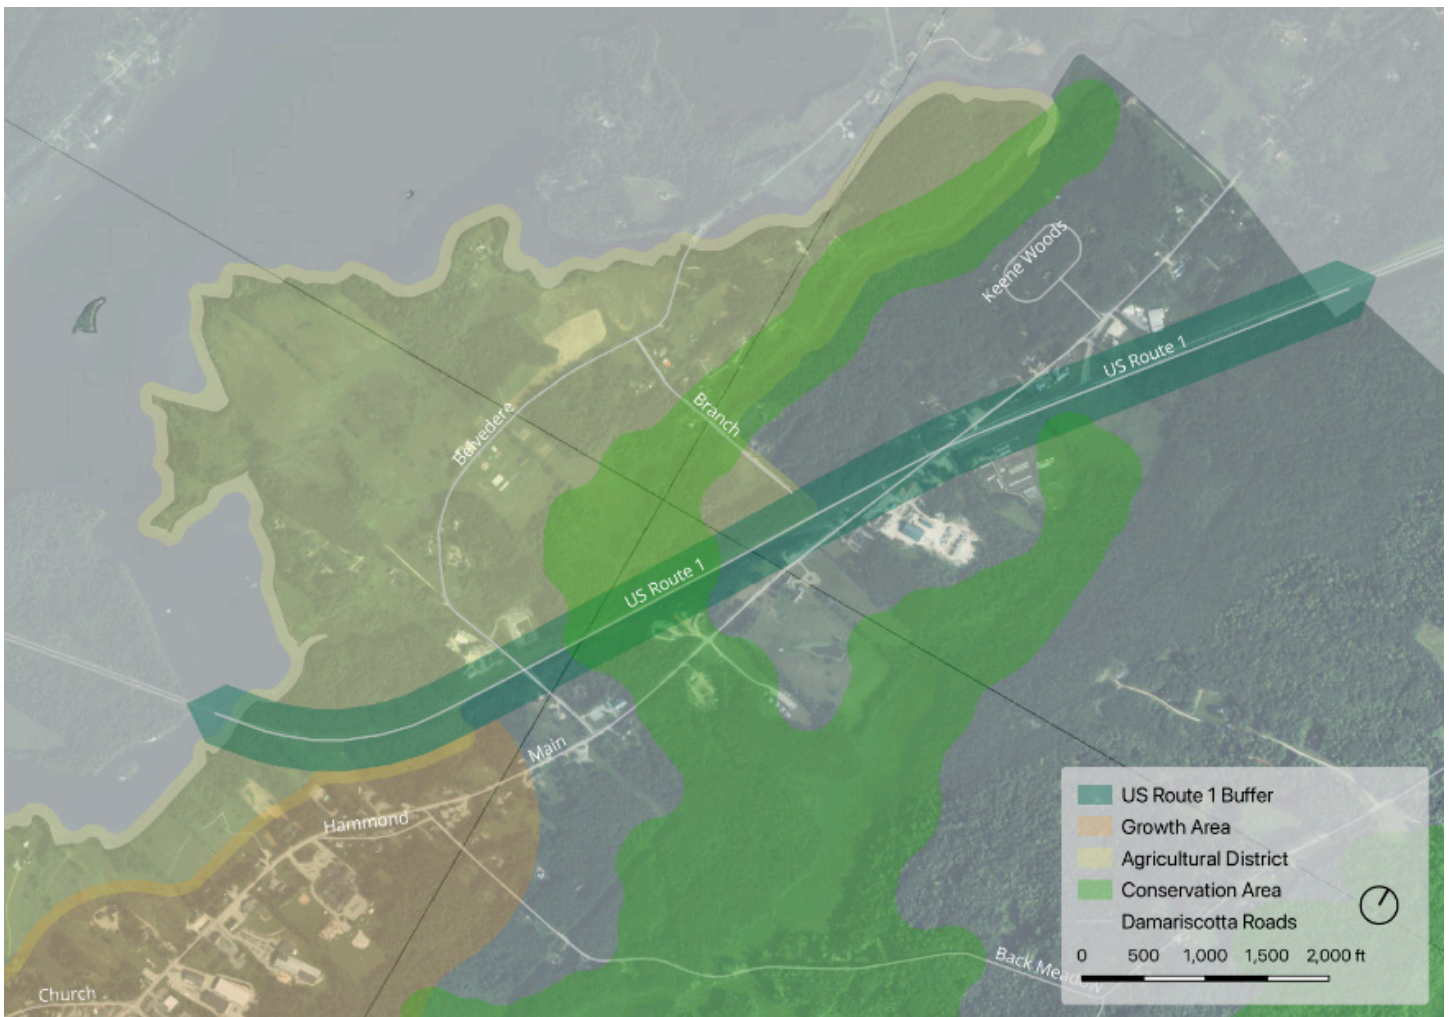 Keene Woods
US Route 1
Belvedere
Branch
US Route 1
Main
Hammond
Church
Back Meadow
US Route 1 Buffer
Growth Area
Agricultural District
Conservation Area
Damariscotta Roads
0 500 1,000 1,500 2,000 ft